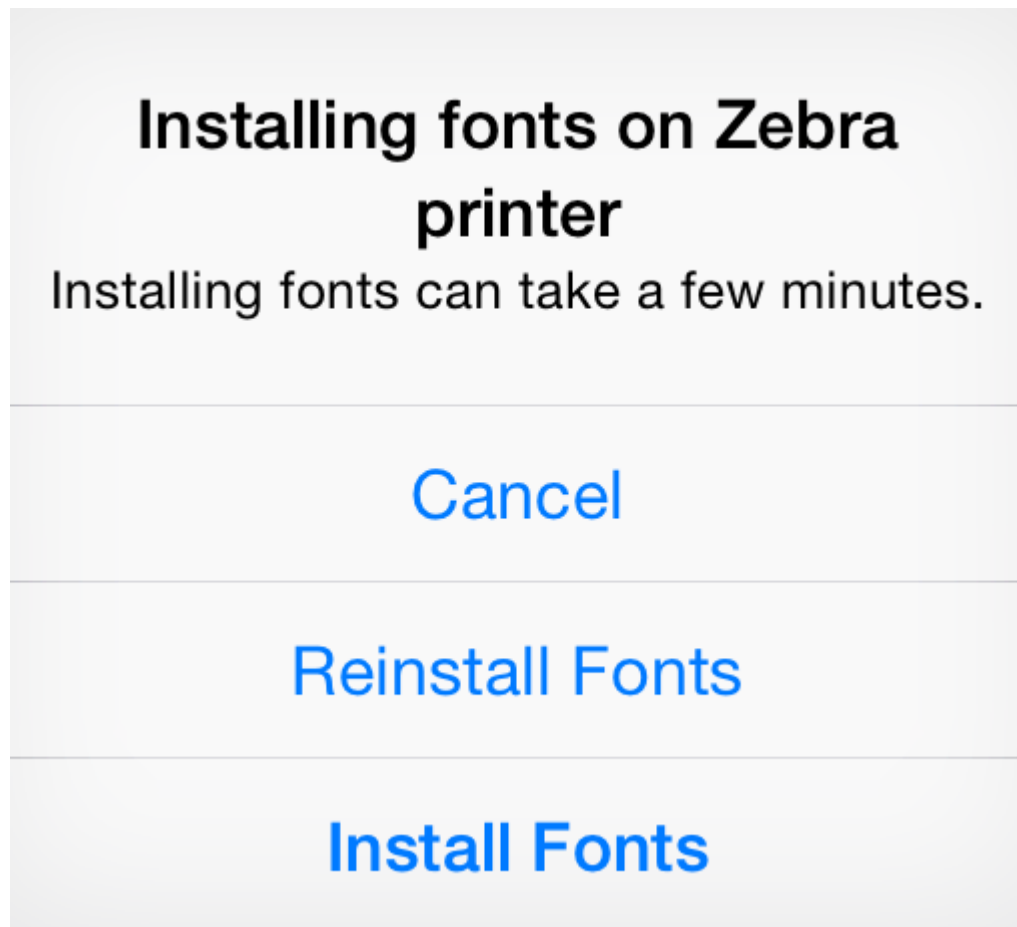 Installing fonts on Zebra
printer
Installing fonts can take a few minutes.
Cancel
Reinstall Fonts
Install Fonts